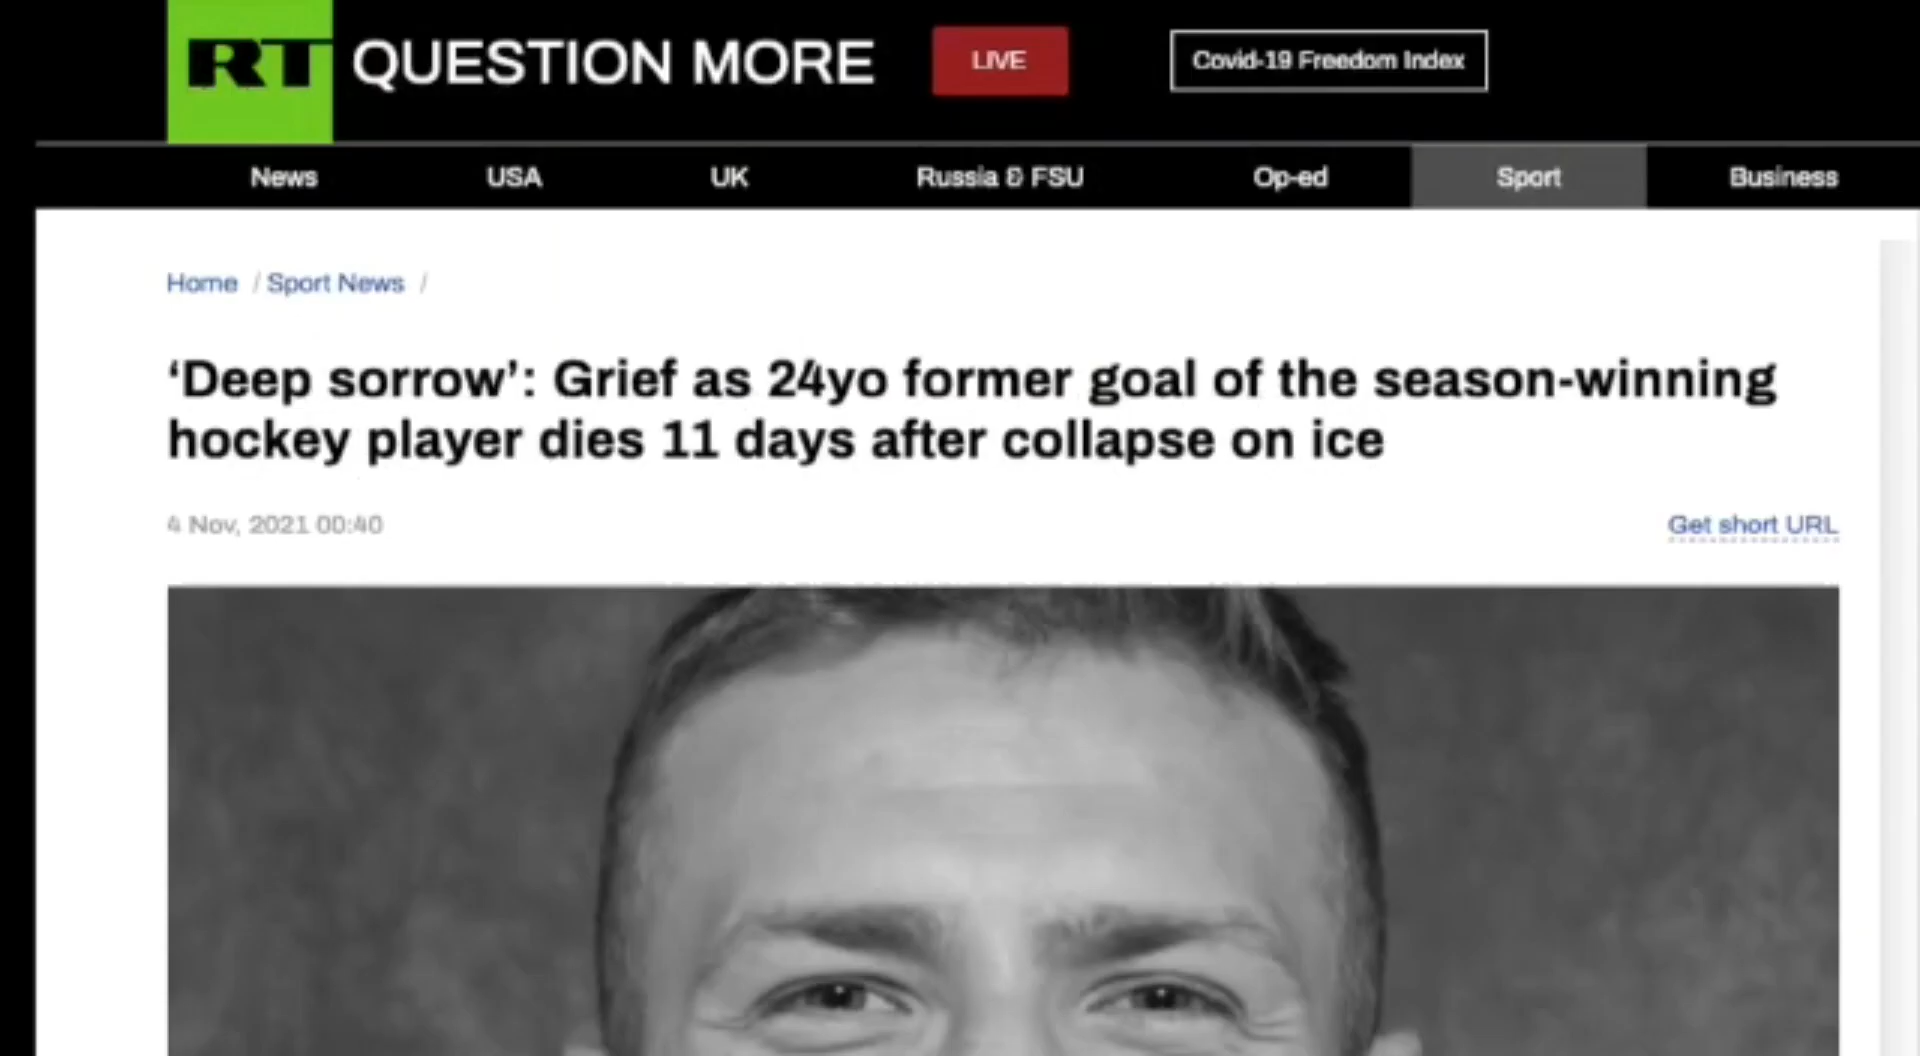 RT QUESTION MORE LIVE Covid-19 Freedom Index
News USA UK Russia & FSU Op-ed Sport Business
Home / Sport News /
‘Deep sorrow’: Grief as 24yo former goal of the season-winning
hockey player dies 11 days after collapse on ice
4 Nov, 2021 00:40 Get short URL